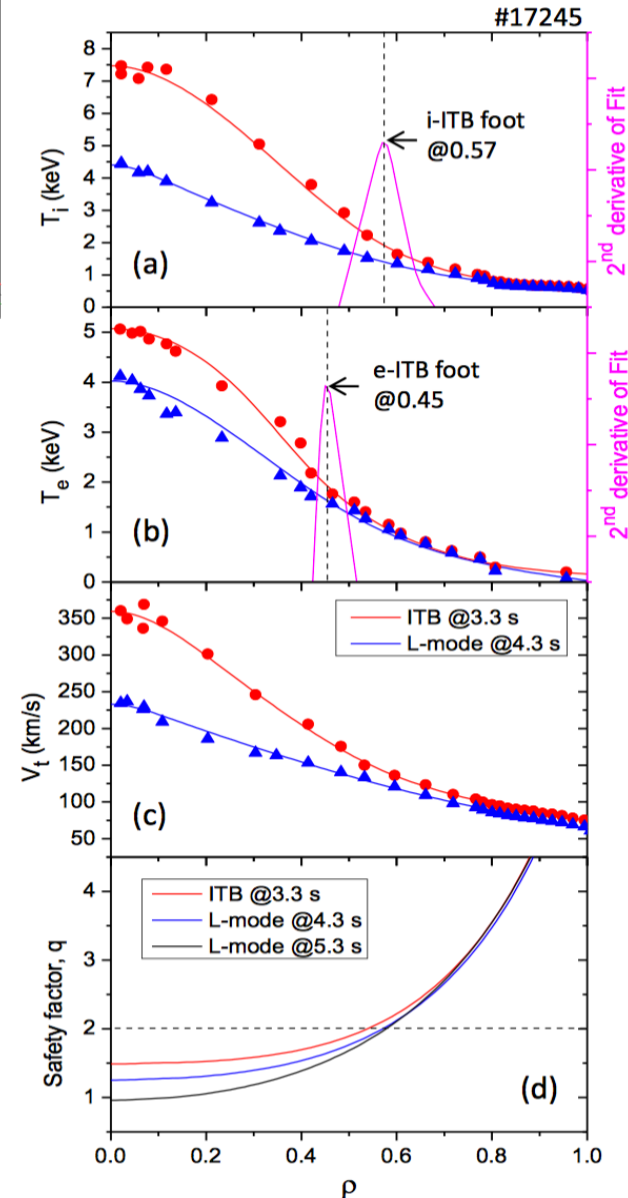 #17245
8
7
6
5
4
3
2
1
0
T_i (keV)
i-ITB foot
@0.57
(a)
2^nd derivative of Fit
5
4
3
2
1
0
T_e (keV)
e-ITB foot
@0.45
(b)
2^nd derivative of Fit
350
300
250
200
150
100
50
V_t (km/s)
ITB @3.3 s
L-mode @4.3 s
(c)
4
3
2
1
Safety factor, q
ITB @3.3 s
L-mode @4.3 s
L-mode @5.3 s
(d)
0.0 0.2 0.4 0.6 0.8 1.0
ρ